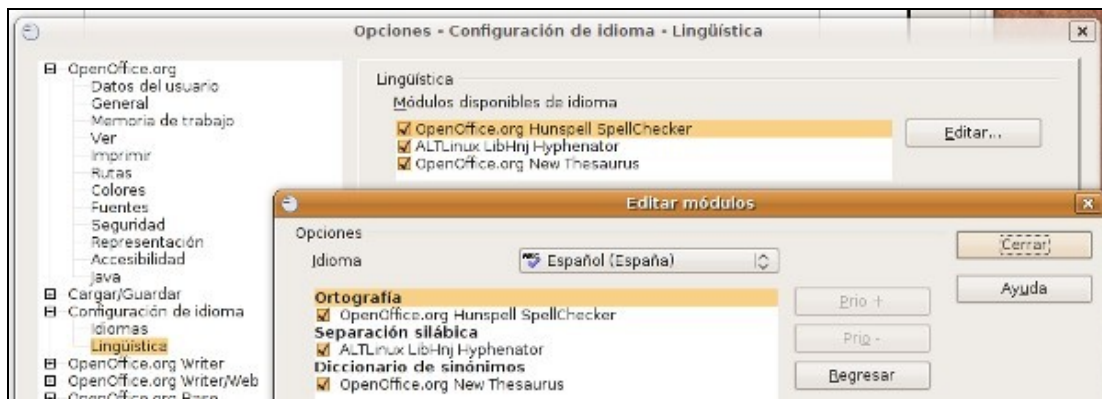 Opciones - Configuración de idioma - Lingüística
OpenOffice.org
Datos del usuario
General
Memoria de trabajo
Ver
Imprimir
Rutas
Colores
Fuentes
Seguridad
Representación
Accesibilidad
Java
Cargar/Guardar
Configuración de idioma
Idiomas
Lingüística
OpenOffice.org Writer
OpenOffice.org Writer/Web
OpenOffice.org Base
Lingüística
Módulos disponibles de idioma
OpenOffice.org Hunspell SpellChecker
ALTLinux LibHnj Hyphenator
OpenOffice.org New Thesaurus
Editar...
Editar módulos
Opciones
Idioma
Español (España)
Ortografía
OpenOffice.org Hunspell SpellChecker
Separación silábica
ALTLinux LibHnj Hyphenator
Diccionario de sinónimos
OpenOffice.org New Thesaurus
Prio +
Prio -
Regresar
Cerrar
Ayuda